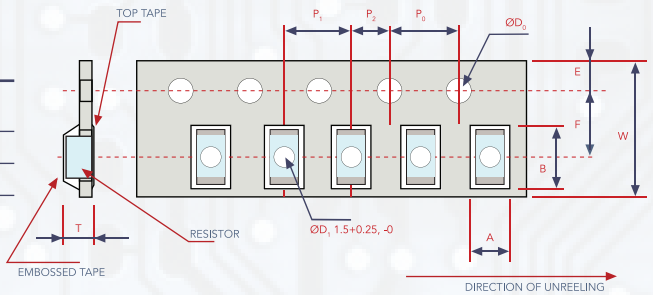 TOP TAPE
P1
P2
P0
ØD0
E
F
W
B
T
RESISTOR
ØD1 1.5+0.25, -0
A
EMBOSSED TAPE
DIRECTION OF UNREELING